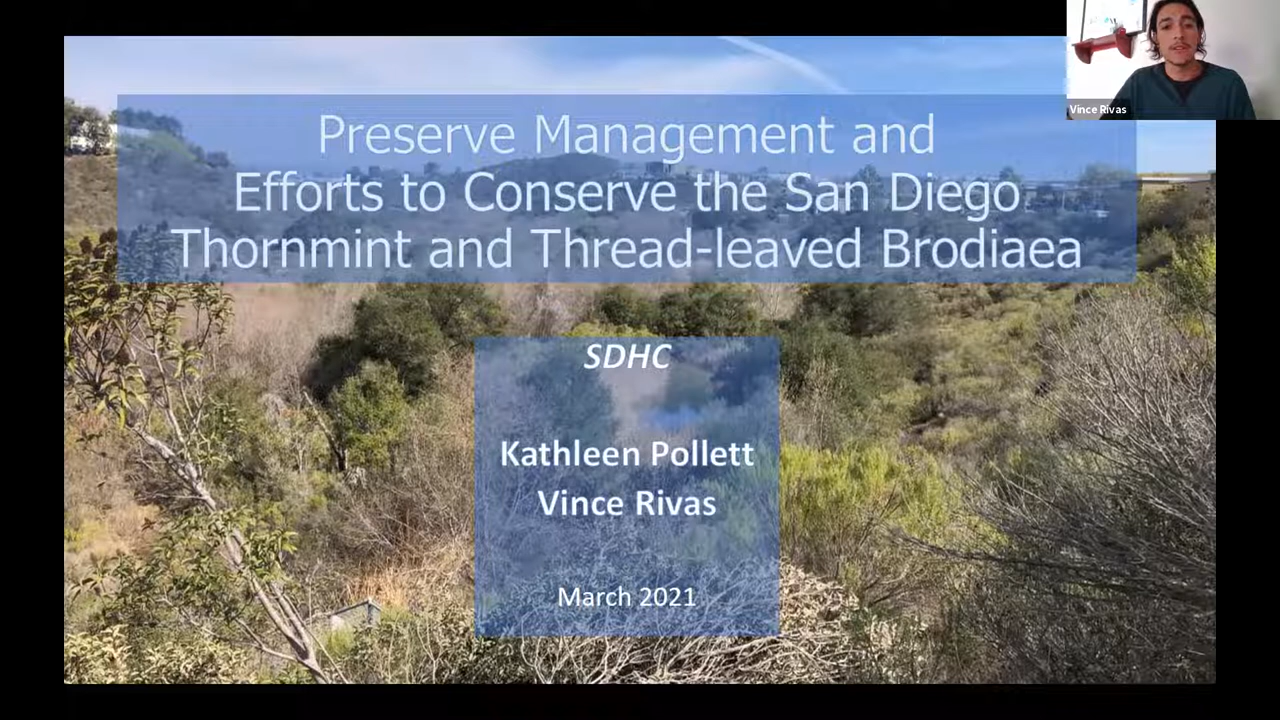 Preserve Management and
Efforts to Conserve the San Diego
Thornmint and Thread-leaved Brodiaea
SDHC
Kathleen Pollett
Vince Rivas
March 2021
Vince Rivas